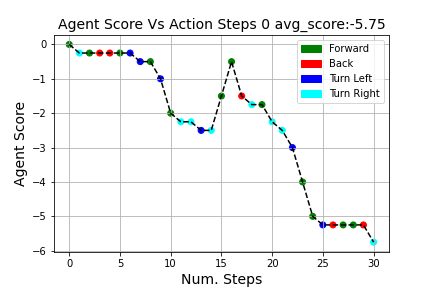 Agent Score Vs Action Steps 0 avg_score:-5.75
Forward
Back
Turn Left
Turn Right
Agent Score
0
−1
−2
−3
−4
−5
−6
0 5 10 15 20 25 30
Num. Steps